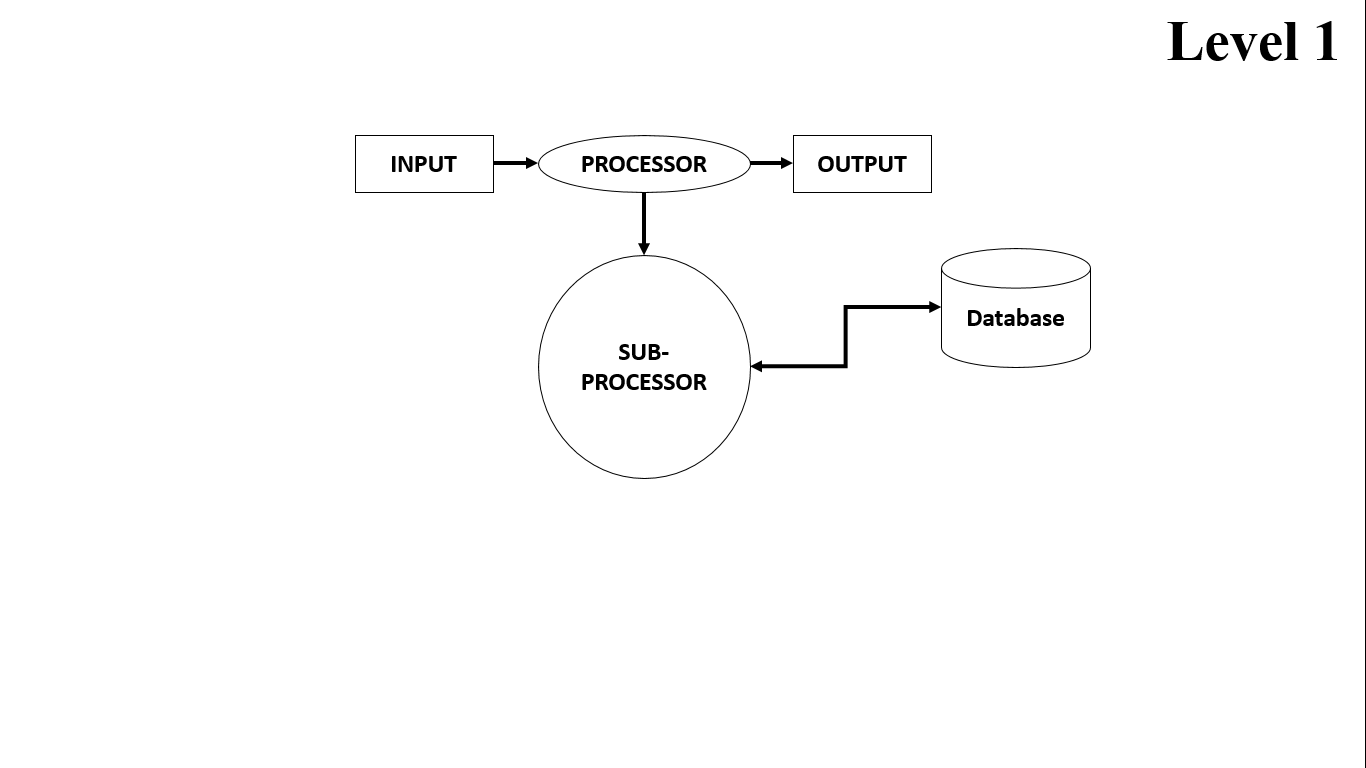 Level 1
INPUT
PROCESSOR
OUTPUT
SUB-
PROCESSOR
Database